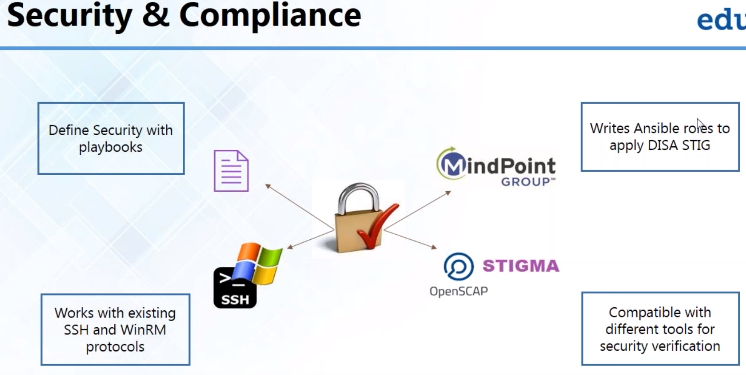 Security & Compliance
edu
Define Security with
playbooks
MindPoint
GROUP
Writes Ansible roles to
apply DISA STIG
>_
SSH
OpenSCAP
STIGMA
Works with existing
SSH and WinRM
protocols
Compatible with
different tools for
security verification